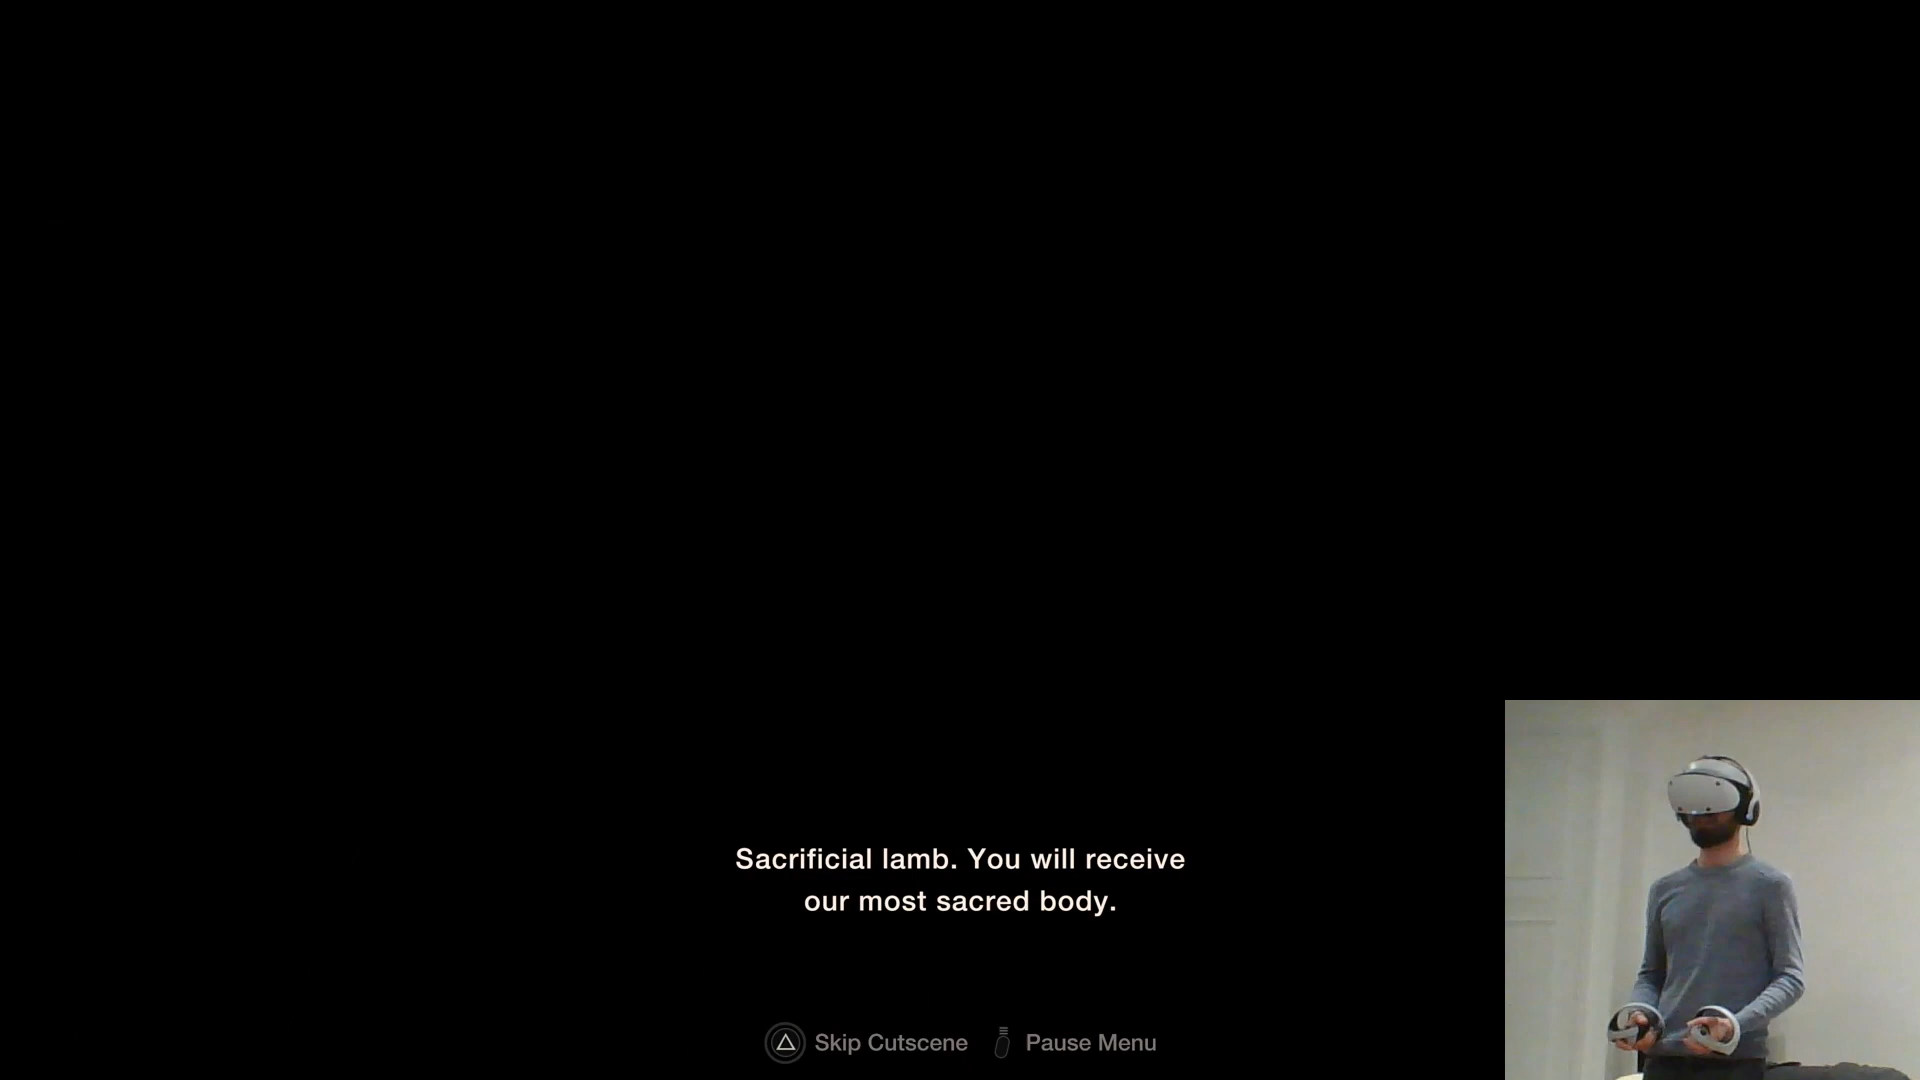 Sacrificial lamb. You will receive
our most sacred body.
Skip Cutscene Pause Menu